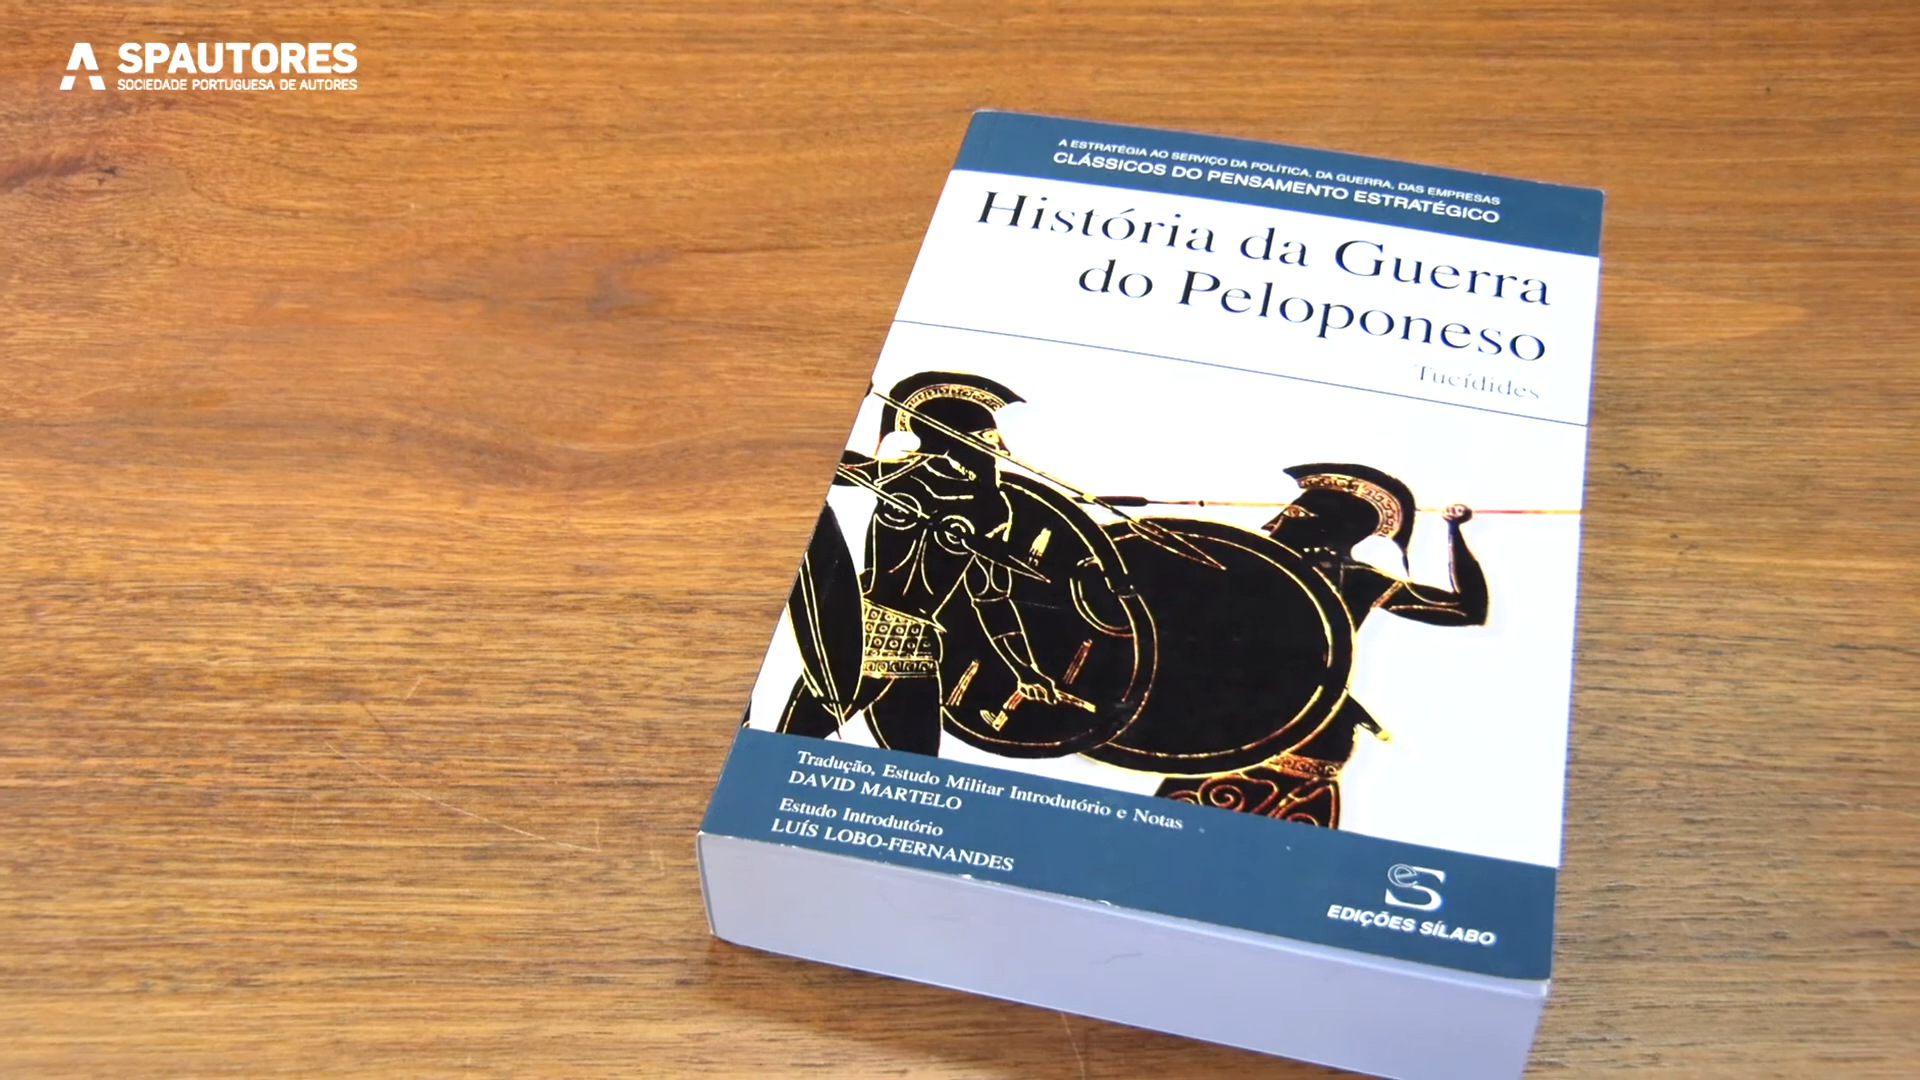 SPAUTORES
SOCIEDADE PORTUGUESA DE AUTORES
A ESTRATÉGIA AO SERVIÇO DA POLÍTICA, DA GUERRA, DAS EMPRESAS
CLÁSSICOS DO PENSAMENTO ESTRATÉGICO
História da Guerra
do Peloponeso
Tucídides
Tradução, Estudo Militar Introdutório e Notas
DAVID MARTELO
Estudo Introdutório
LUÍS LOBO-FERNANDES
eS
EDIÇÕES SÍLABO